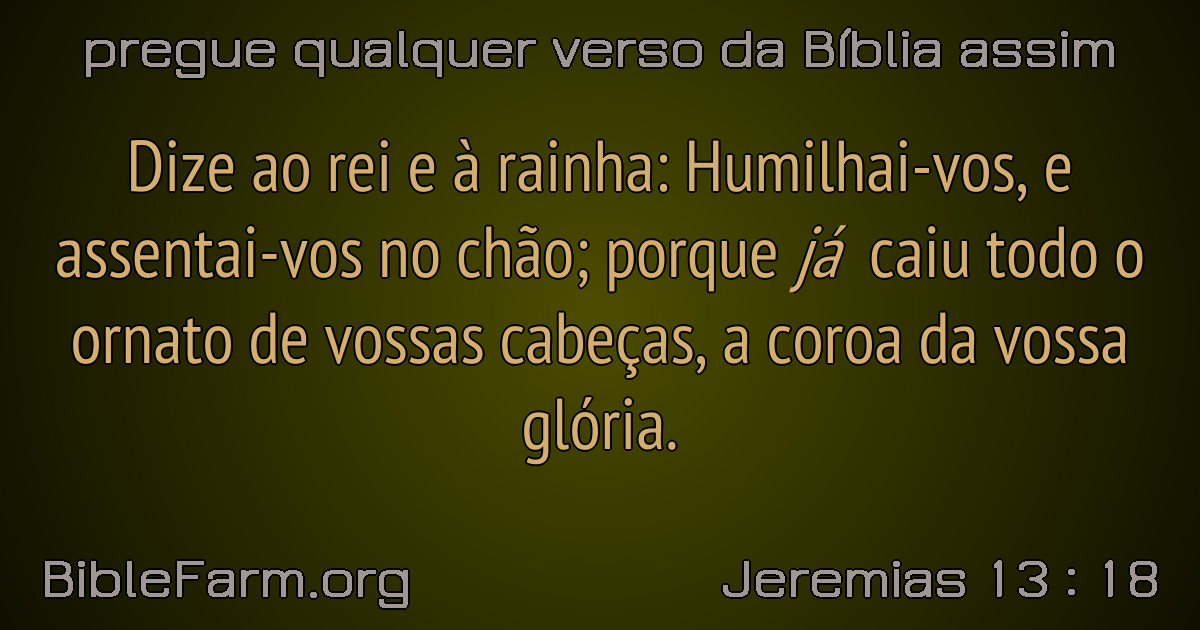 pregue qualquer verso da Bíblia assim
Dize ao rei e à rainha: Humilhai-vos, e
assentai-vos no chão; porque já caiu todo o
ornato de vossas cabeças, a coroa da vossa
glória.
BibleFarm.org
Jeremias 13 : 18